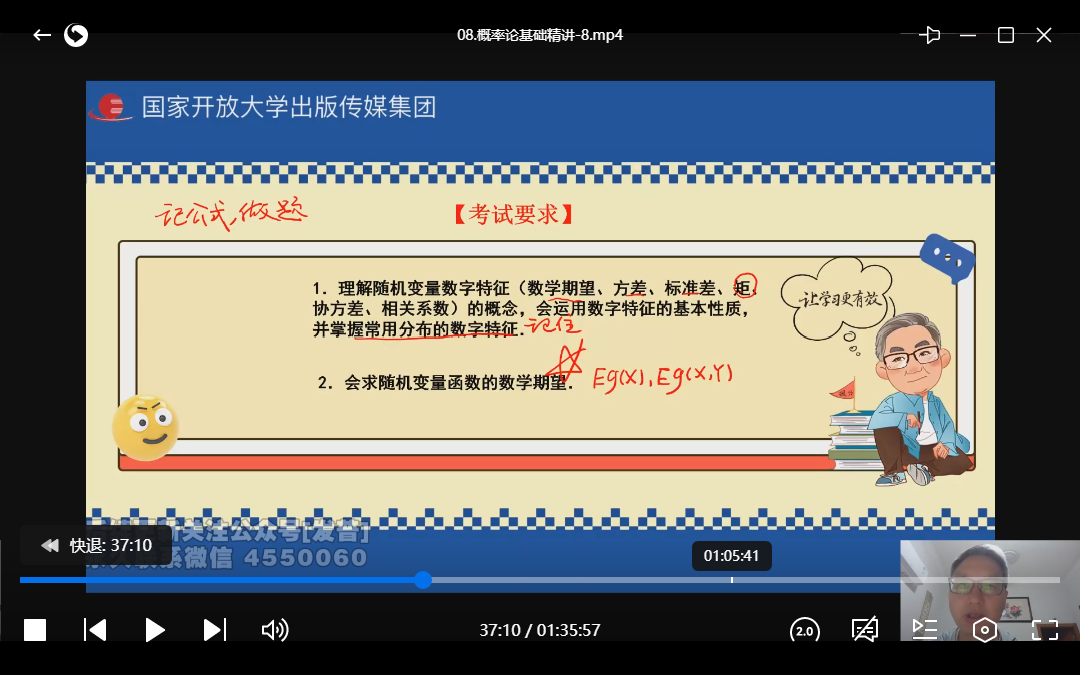 08.概率论基础精讲-8.mp4
国家开放大学出版传媒集团
记公式,做题
【考试要求】
1. 理解随机变量数字特征（数学期望、方差、标准差、矩、
协方差、相关系数）的概念，会运用数字特征的基本性质，
并掌握常用分布的数字特征.
记住
让学习更有效
2. 会求随机变量函数的数学期望.
Eg(X), Eg(X,Y)
关注公众号
微信 4550060
快退: 37:10
01:05:41
37:10 / 01:35:57
2.0